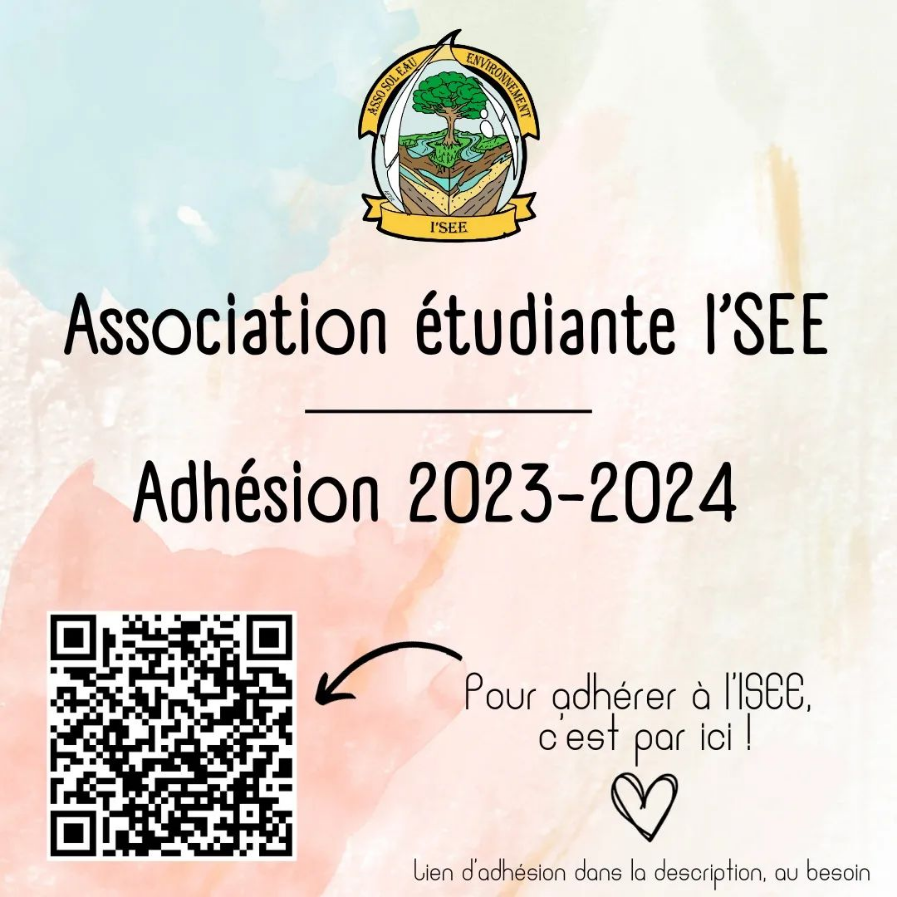 ASSO SOL EAU ENVIRONNEMENT
I'SEE
Association étudiante I'SEE
Adhésion 2023-2024
Pour adhérer à l'ISEE,
c'est par ici !
Lien d'adhésion dans la description, au besoin